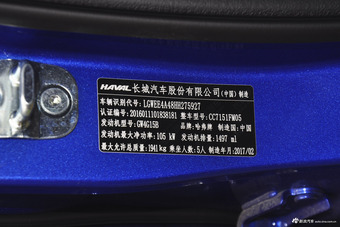 HAVAL 长城汽车股份有限公司(中国)制造
车辆识别代号: LGWEE4A48HH275927
认证编号: 2016011101838181 型号: CC7151FM05
发动机型号: GW4G15B 品牌: 哈弗牌 制造国: 中国
发动机最大净功率: 105 kW 发动机排量: 1497 ml
最大允许总质量: 1941 kg 乘坐人数: 5人 制造年月: 2017/02